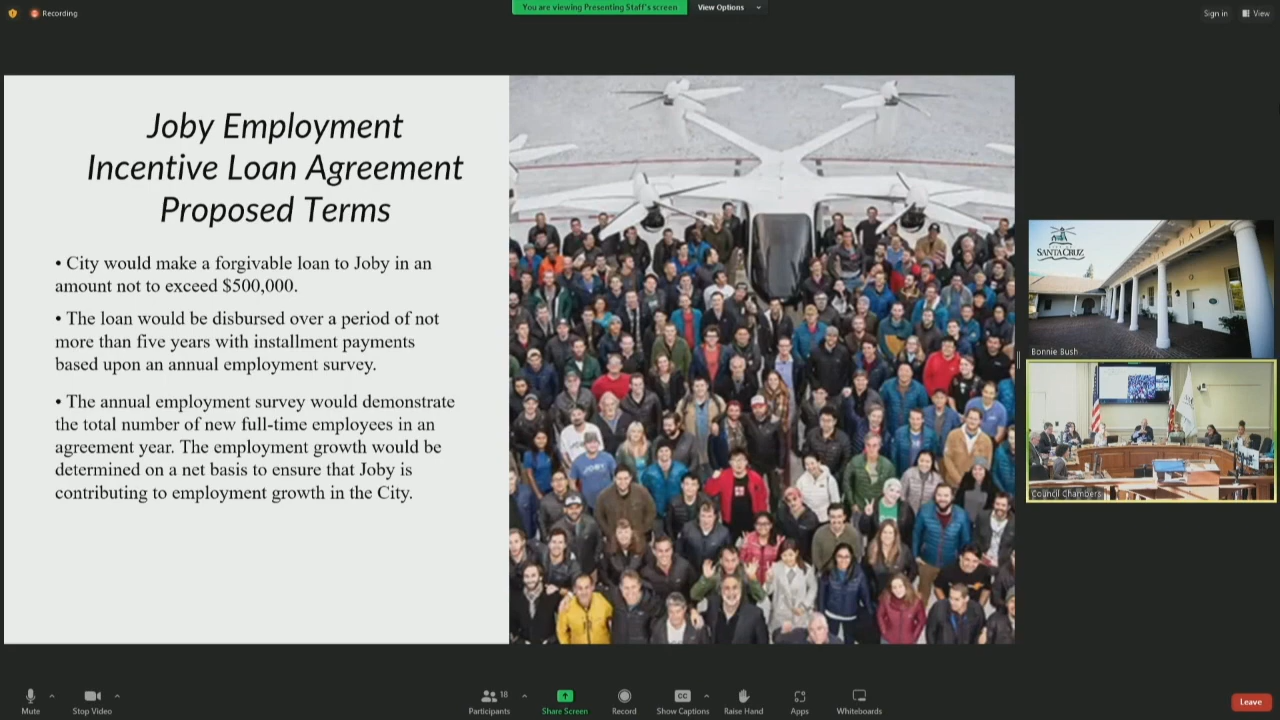 Recording
You are viewing Presenting Staff's screen
View Options
Sign in
View
Joby Employment
Incentive Loan Agreement
Proposed Terms
• City would make a forgivable loan to Joby in an
amount not to exceed $500,000.
• The loan would be disbursed over a period of not
more than five years with installment payments
based upon an annual employment survey.
• The annual employment survey would demonstrate
the total number of new full-time employees in an
agreement year. The employment growth would be
determined on a net basis to ensure that Joby is
contributing to employment growth in the City.
SANTA CRUZ
HALL
Bonnie Bush
Council Chambers
Mute
Stop Video
18
Participants
Share Screen
Record
CC
Show Captions
Raise Hand
Apps
Whiteboards
Leave